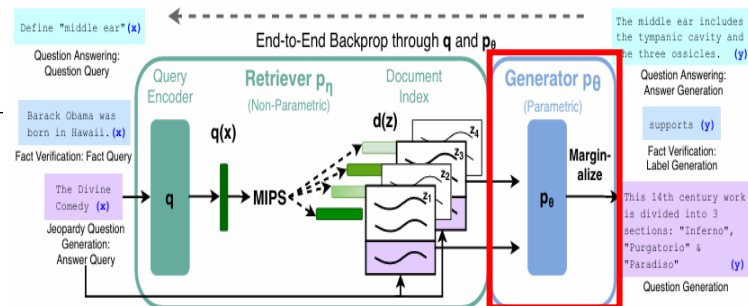 Define "middle ear" (x)
Question Answering:
Question Query
Barack Obama was
born in Hawaii. (x)
Fact Verification: Fact Query
The Divine
Comedy (x)
Jeopardy Question
Generation:
Answer Query
End-to-End Backprop through q and pθ
Query
Encoder
q
Retriever pη
(Non-Parametric)
q(x)
MIPS
Document
Index
d(z)
z4
z3
z2
z1
Generator pθ
(Parametric)
pθ
Margin-
alize
The middle ear includes
the tympanic cavity and
the three ossicles. (y)
Question Answering:
Answer Generation
supports (y)
Fact Verification:
Label Generation
This 14th century work
is divided into 3
sections: "Inferno",
"Purgatorio" &
"Paradiso" (y)
Question Generation